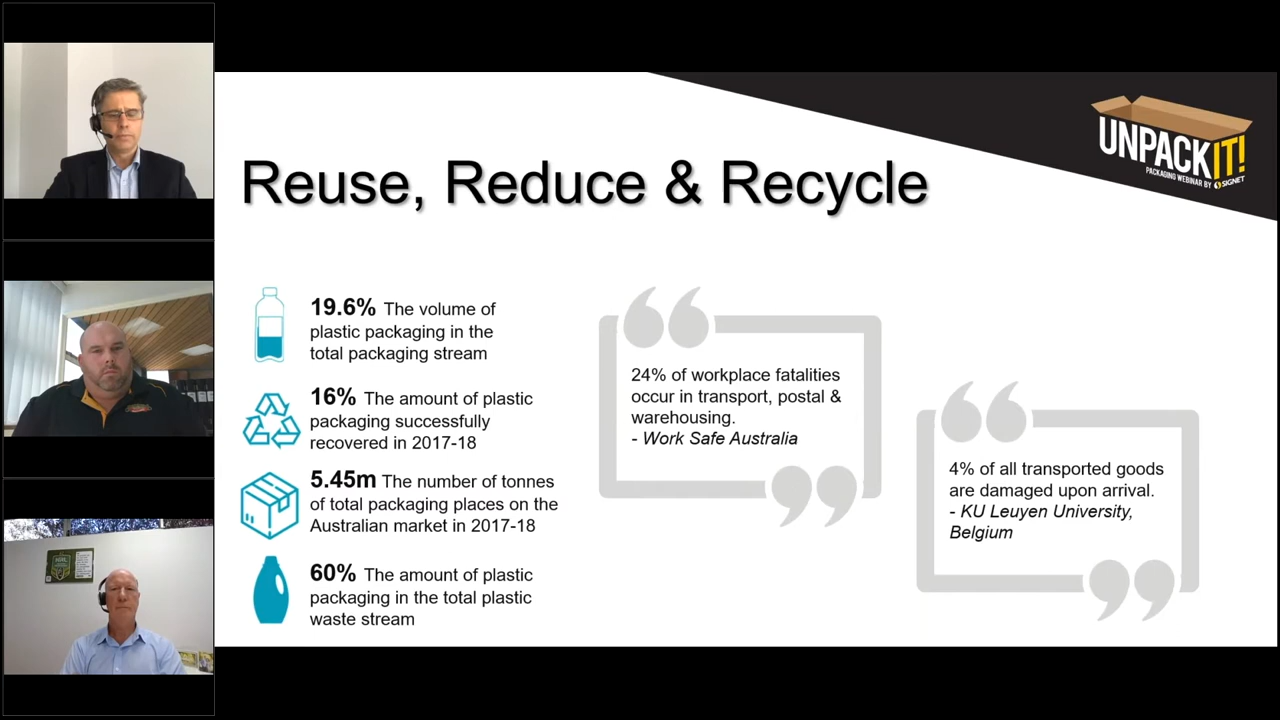 UNPACKIT!
PACKAGING WEBINAR BY SIGNET
Reuse, Reduce & Recycle
19.6% The volume of
plastic packaging in the
total packaging stream
16% The amount of plastic
packaging successfully
recovered in 2017-18
5.45m The number of tonnes
of total packaging places on the
Australian market in 2017-18
60% The amount of plastic
packaging in the total plastic
waste stream
24% of workplace fatalities
occur in transport, postal &
warehousing.
- Work Safe Australia
4% of all transported goods
are damaged upon arrival.
- KU Leuyen University,
Belgium